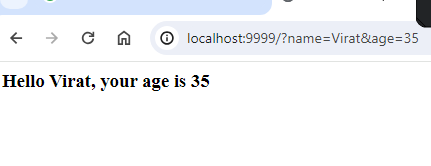 localhost:9999/?name=Virat&age=35
Hello Virat, your age is 35